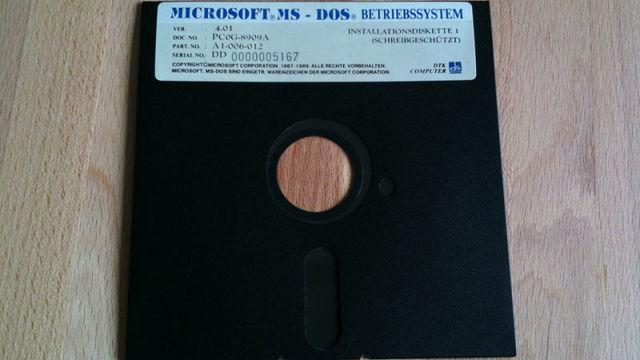 MICROSOFT® MS - DOS® BETRIEBSSYSTEM
VER. : 4.01
DOC NO. : PC0G-8909A
PART. NO. : A1-006-012
SERIAL NO.: DD 0000005167
INSTALLATIONSDISKETTE 1
(SCHREIBGESCHÜTZT)
COPYRIGHT©MICROSOFT CORPORATION, 1987-1989. ALLE RECHTE VORBEHALTEN
MICROSOFT, MS-DOS SIND EINGETR. WARENZEICHEN DER MICROSOFT CORPORATION.
DTK
COMPUTER